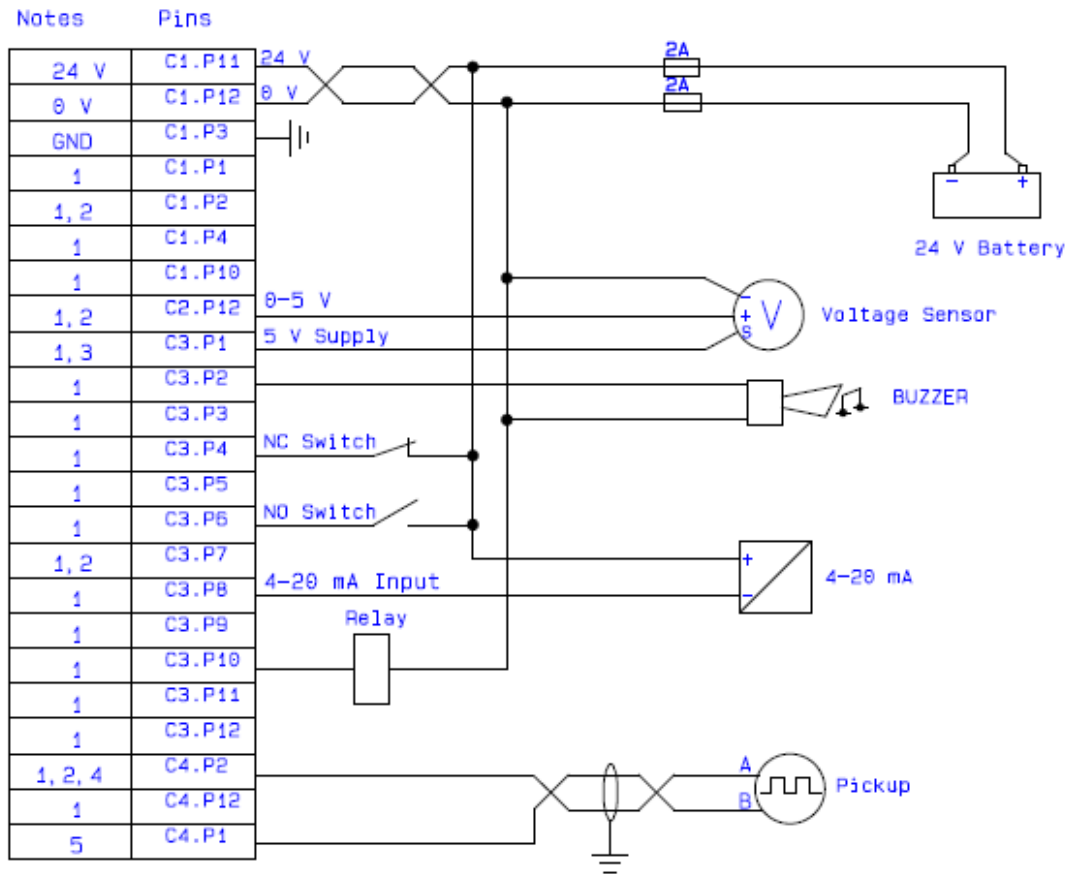 Notes Pins
24 V C1.P11 24 V 2A
0 V C1.P12 0 V 2A
GND C1.P3
1 C1.P1
1, 2 C1.P2
- +
1 C1.P4
24 V Battery
1 C1.P10
1, 2 C2.P12 0-5 V - + S V Voltage Sensor
1, 3 C3.P1 5 V Supply
1 C3.P2 BUZZER
1 C3.P3
1 C3.P4 NC Switch
1 C3.P5
1 C3.P6 NO Switch
1, 2 C3.P7 +
4-20 mA
1 C3.P8 4-20 mA Input -
1 C3.P9 Relay
1 C3.P10
1 C3.P11
1 C3.P12
1, 2, 4 C4.P2 A
Pickup
1 C4.P12 B
5 C4.P1